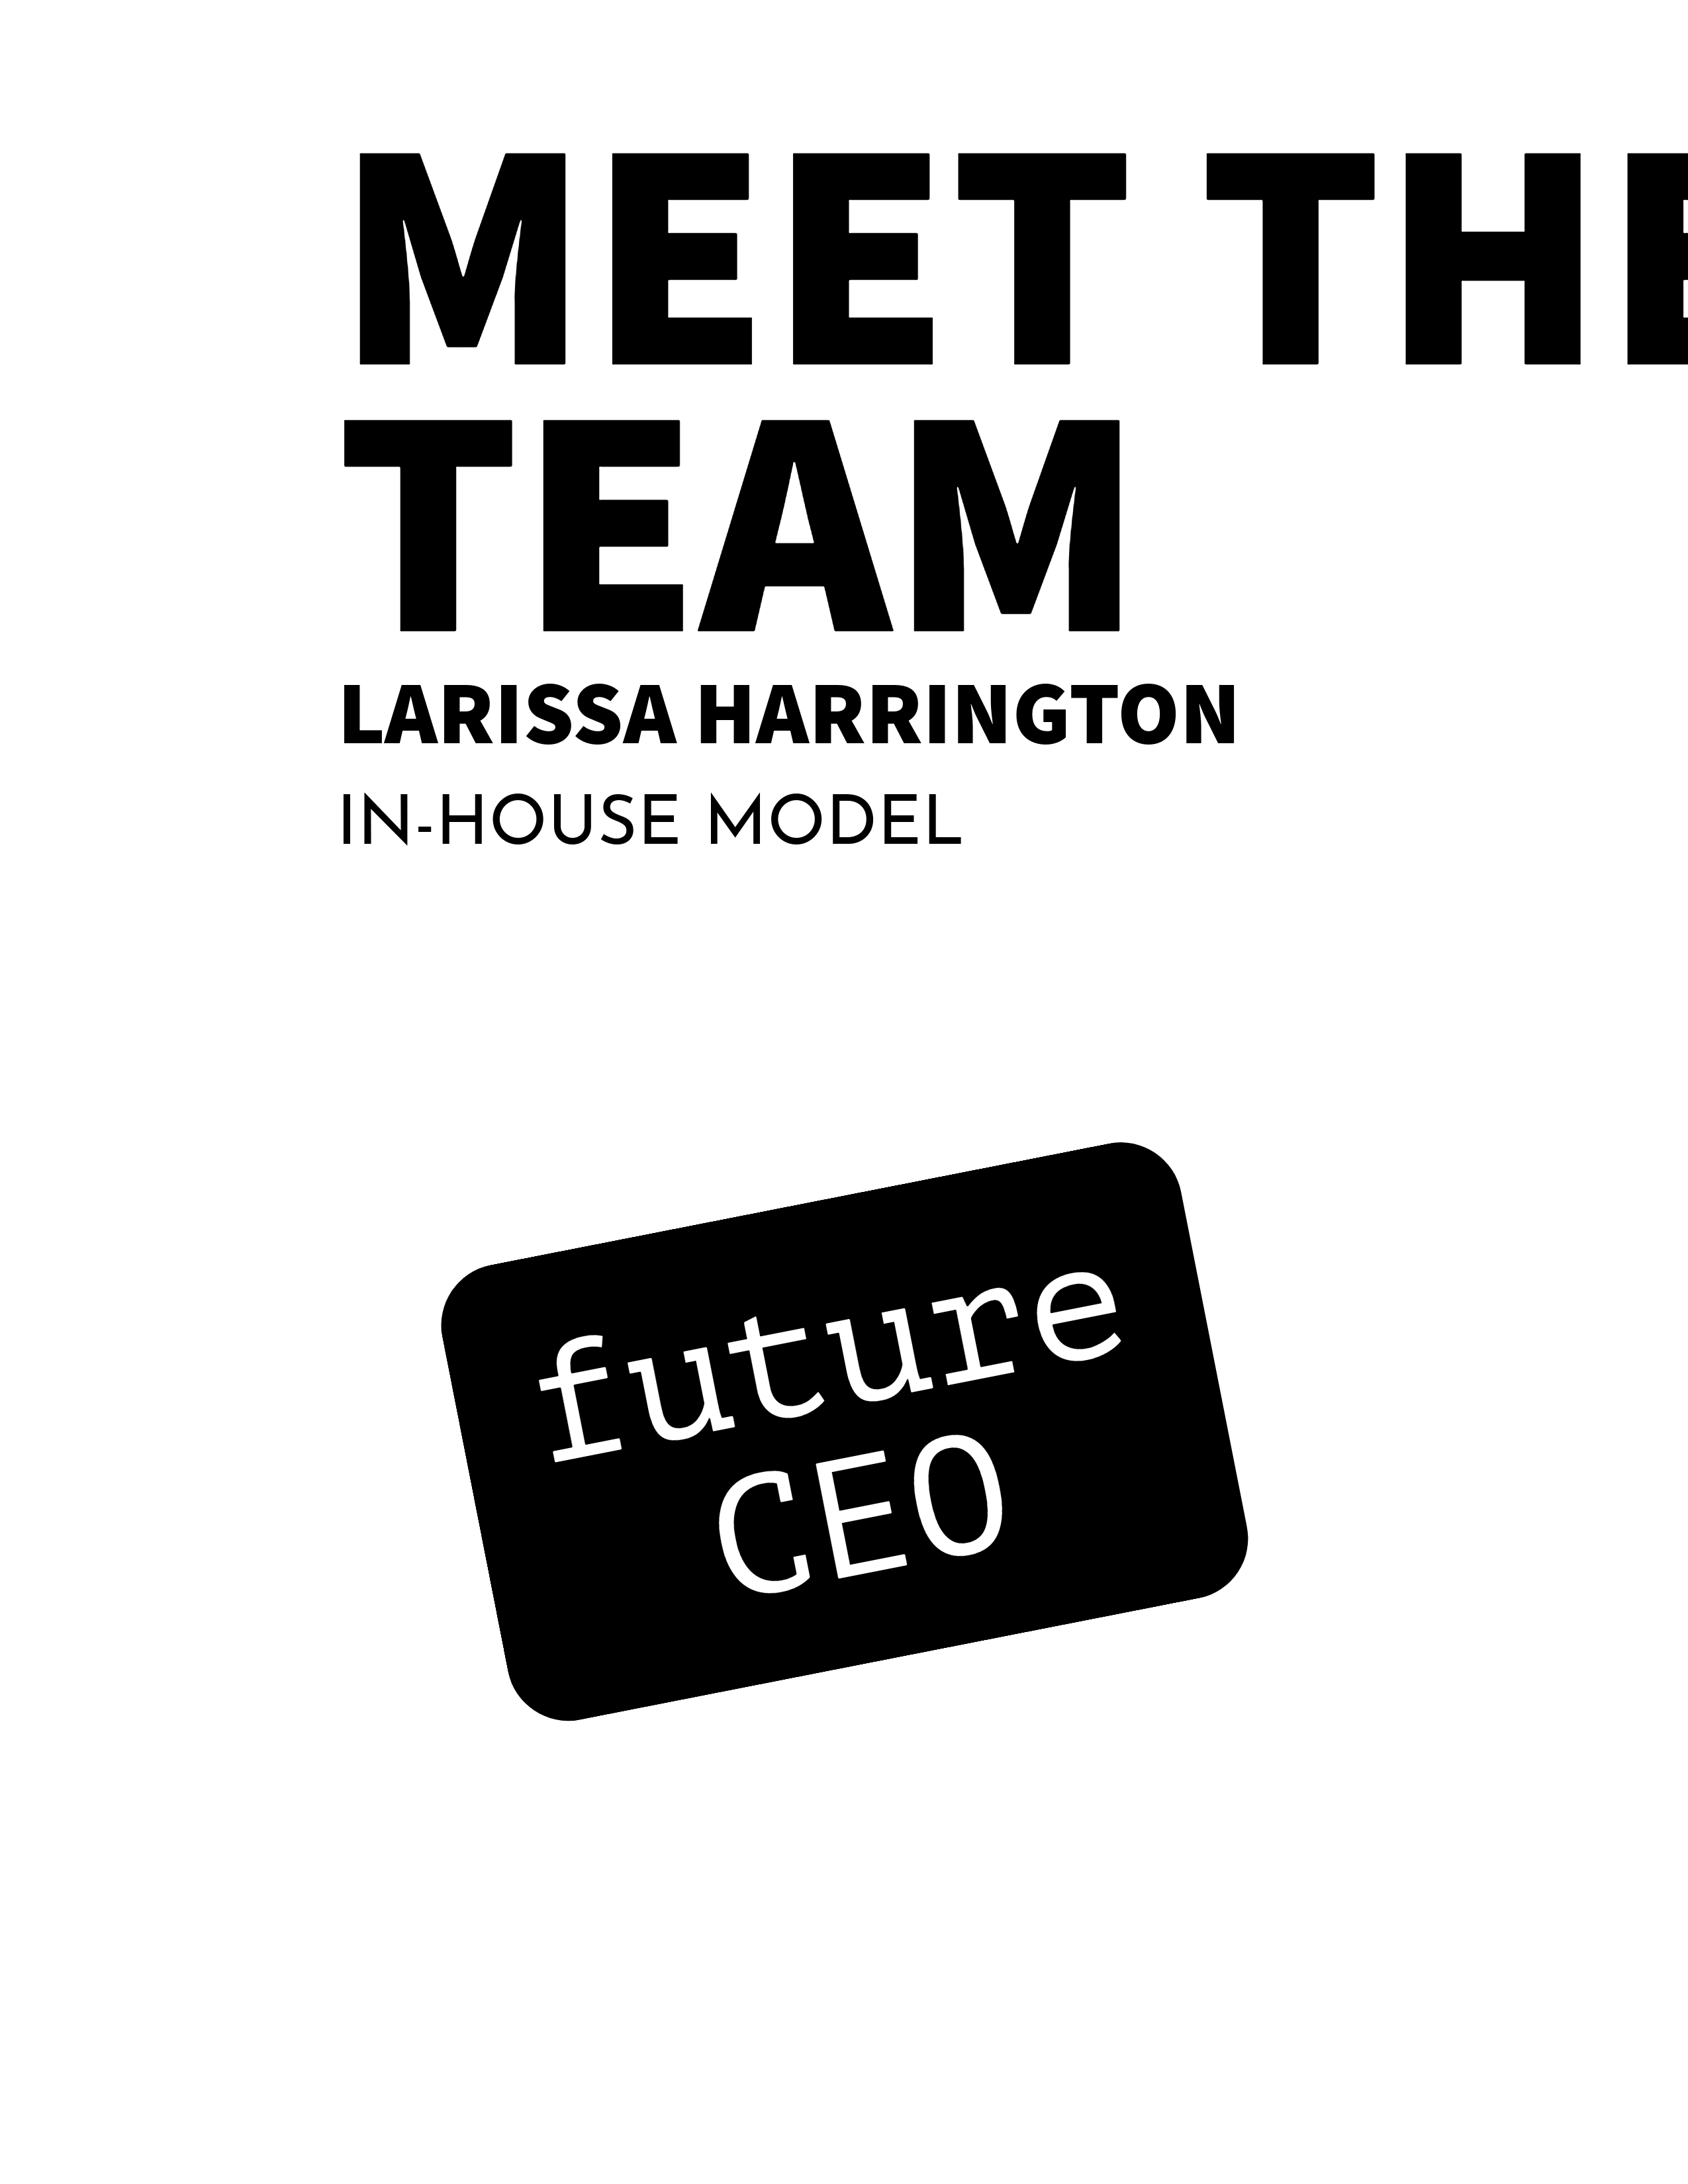 MEET THE
TEAM
LARISSA HARRINGTON
IN-HOUSE MODEL
future
CEO